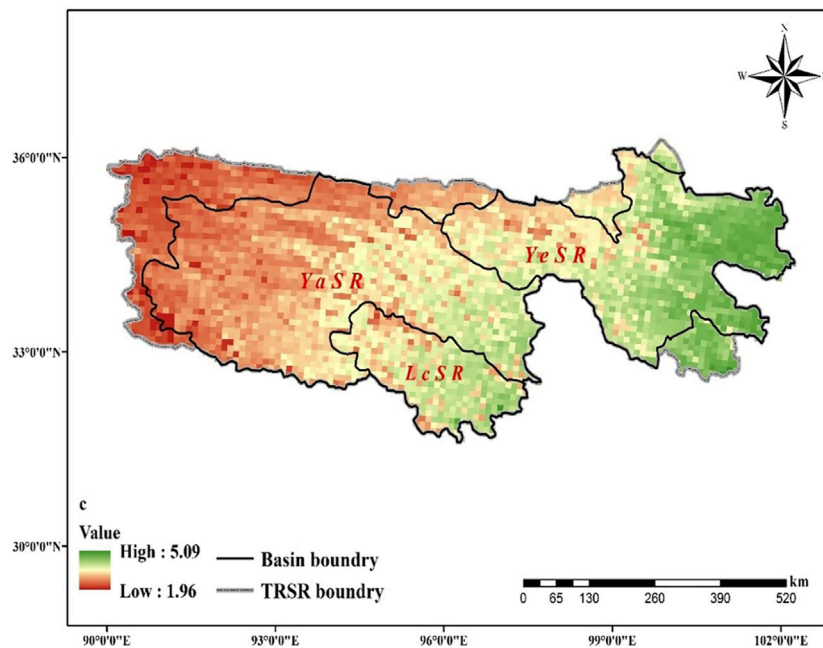 N
W
S
36°0'0"N
33°0'0"N
30°0'0"N
YaSR
YeSR
LcSR
c
Value
High : 5.09
Low : 1.96
Basin boundry
TRSR boundry
km
0 65 130 260 390 520
90°0'0"E 93°0'0"E 96°0'0"E 99°0'0"E 102°0'0"E